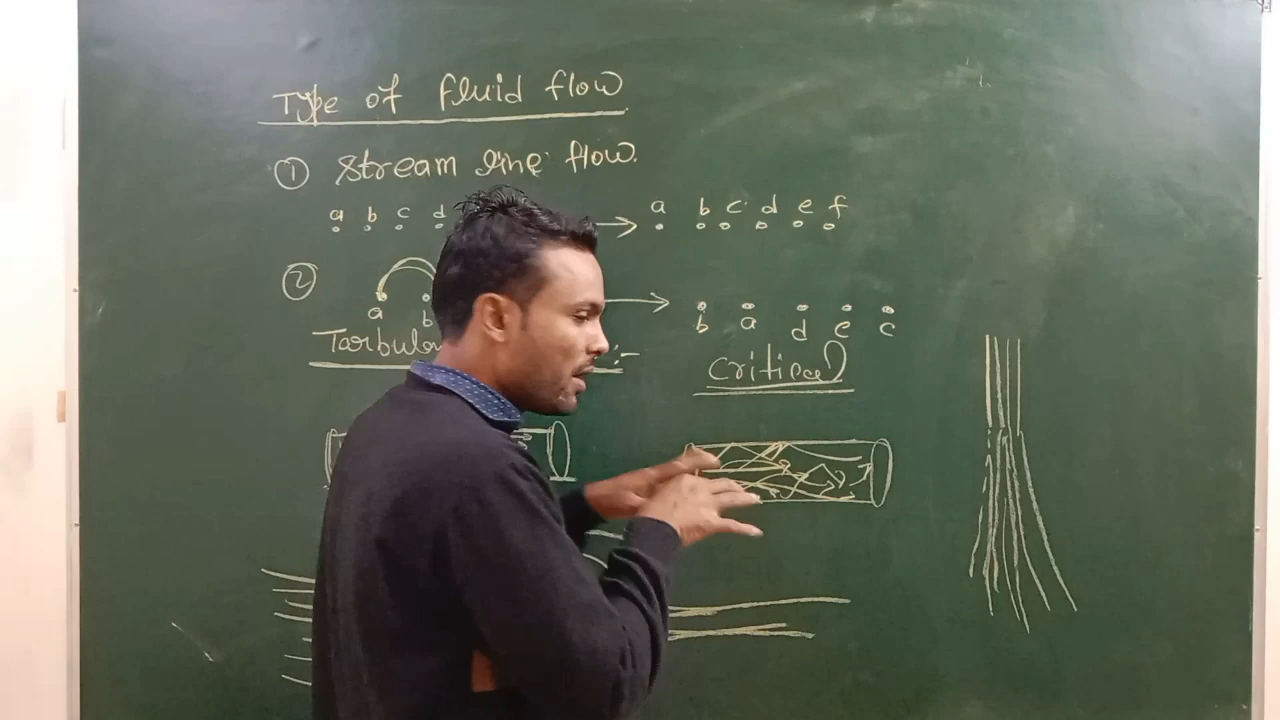 Type of fluid flow
① Stream line flow.
a b c d → a b c d e f
②
a b → b a d e c
Critical